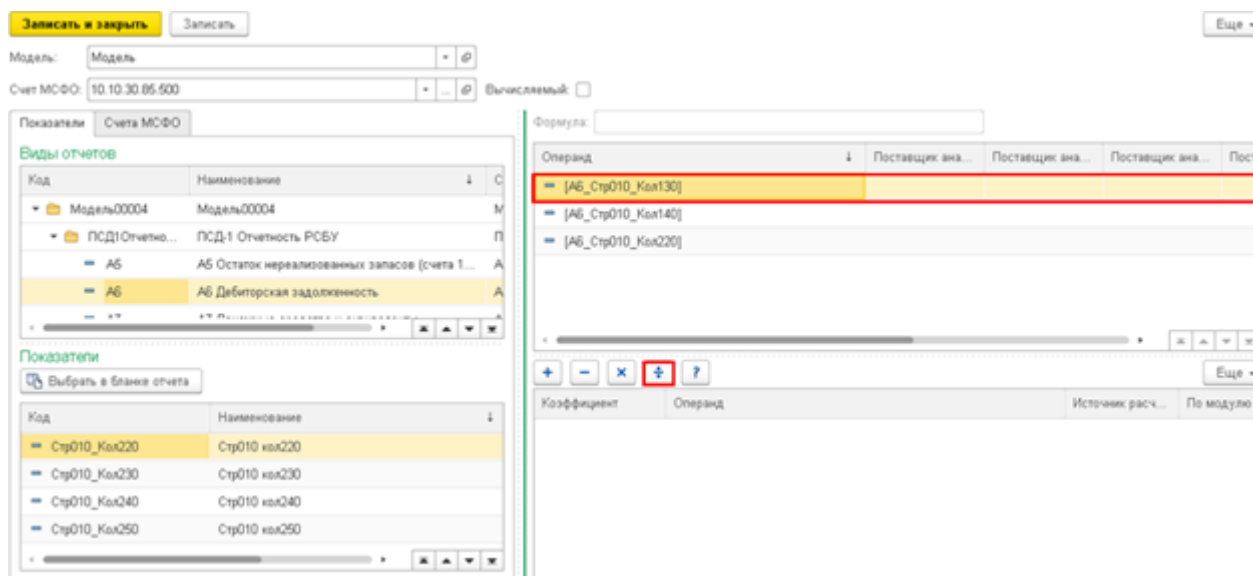 Записать и закрыть Записать Еще
Модель: Модель
Счет МСФО: 10.10.30.85.500 ... Вычисляемый:
Показатели Счета МСФО
Формула:
Виды отчетов
Код Наименование ↓ С
Модель00004 Модель00004 М
ПСД1Отчетно... ПСД-1 Отчетность РСБУ П
А5 А5 Остаток нереализованных запасов (счета 1... А
А6 А6 Дебиторская задолженность А
Показатели
Выбрать в бланке отчета
Код Наименование ↓
Стр010_Кол220 Стр010 кол220
Стр010_Кол230 Стр010 кол230
Стр010_Кол240 Стр010 кол240
Стр010_Кол250 Стр010 кол250
Операнд ↓ Поставщик ана... Поставщик ана... Поставщик ана... Пост
[А6_Стр010_Кол130]
[А6_Стр010_Кол140]
[А6_Стр010_Кол220]
+ − × ÷ ? Еще
Коэффициент Операнд Источник расч... По модулю